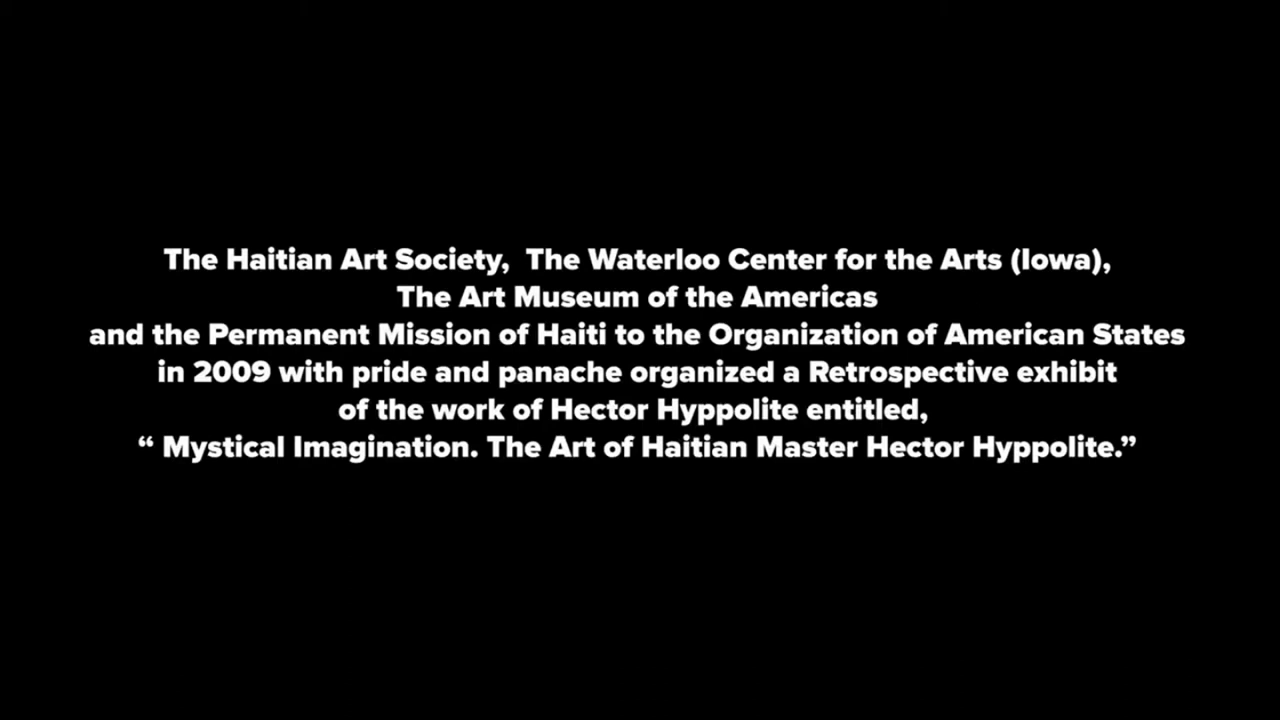 The Haitian Art Society,  The Waterloo Center for the Arts (Iowa),
The Art Museum of the Americas
and the Permanent Mission of Haiti to the Organization of American States
in 2009 with pride and panache organized a Retrospective exhibit
of the work of Hector Hyppolite entitled,
“ Mystical Imagination. The Art of Haitian Master Hector Hyppolite.”